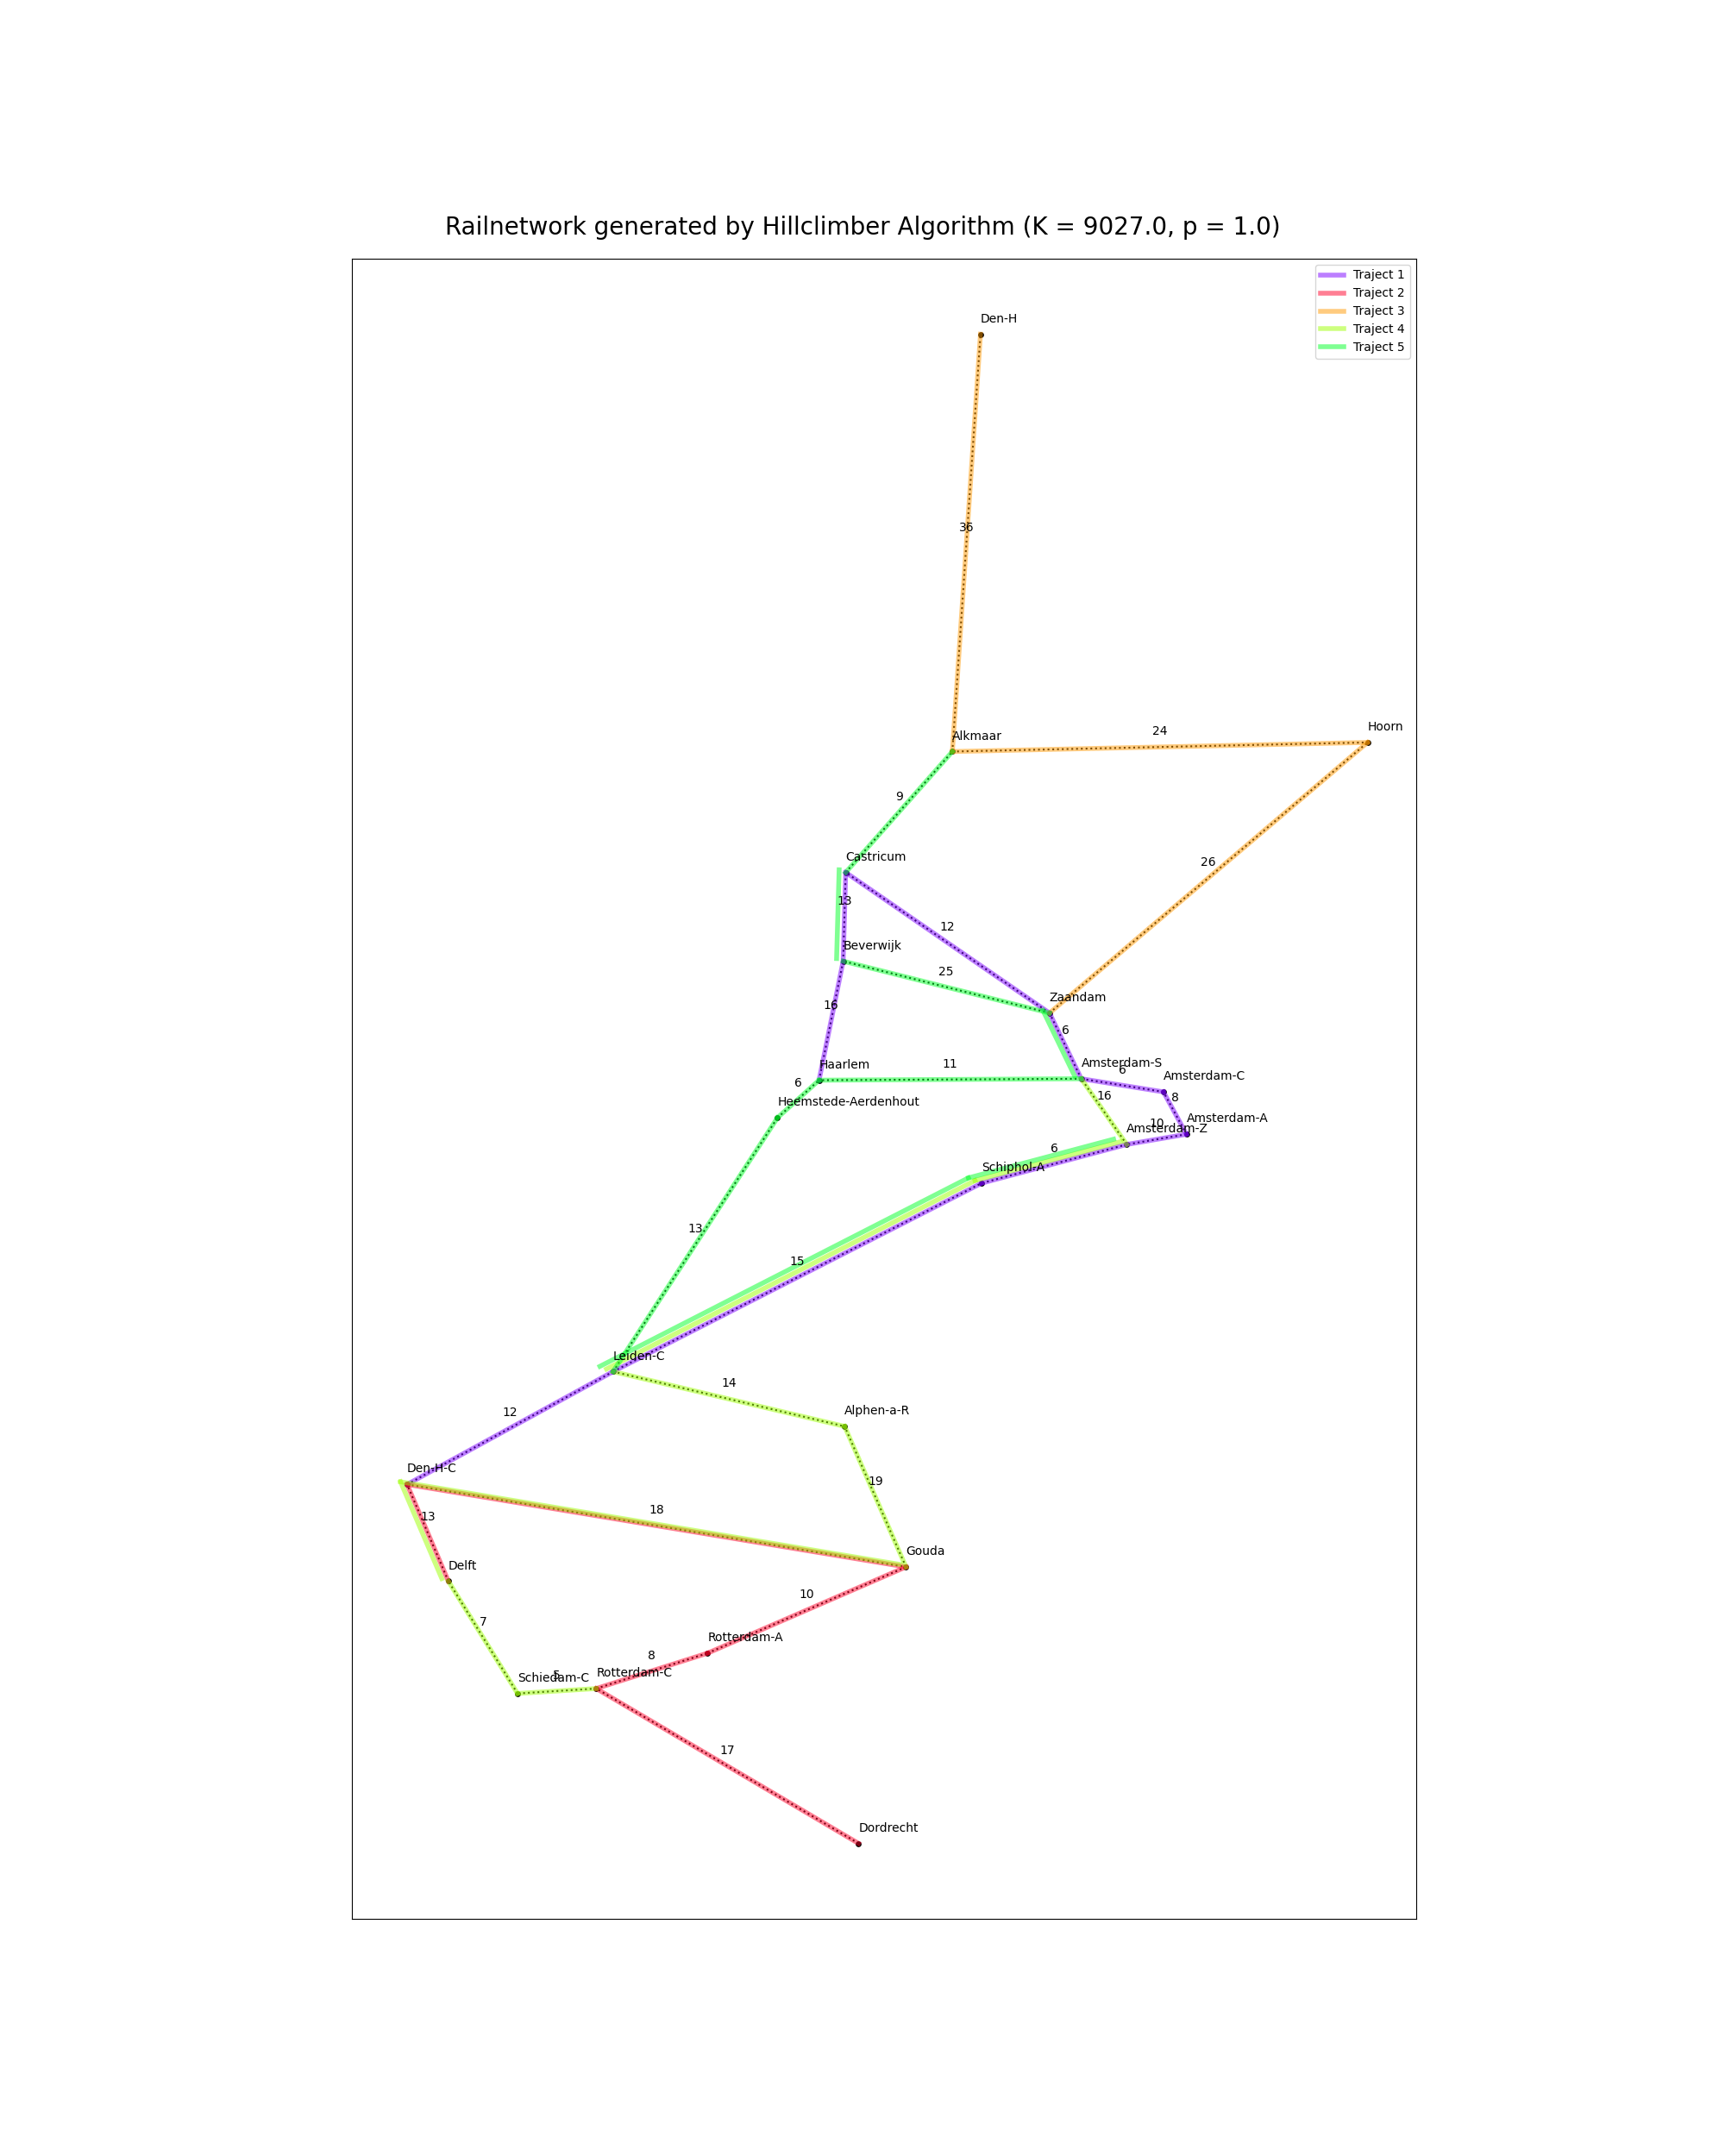 Railnetwork generated by Hillclimber Algorithm (K = 9027.0, p = 1.0)
Traject 1
Traject 2
Traject 3
Traject 4
Traject 5
Den-H
36
Hoorn
24
Alkmaar
9
Castricum
26
13
12
Beverwijk
25
Zaandam
16
6
Amsterdam-S
Haarlem
11
6
Amsterdam-C
6
16
8
Heemstede-Aerdenhout
Amsterdam-A
10
Amsterdam-Z
6
Schiphol-A
13
15
Leiden-C
14
12
Alphen-a-R
Den-H-C
19
18
13
Gouda
Delft
10
7
Rotterdam-A
8
Rotterdam-C
5
Schiedam-C
17
Dordrecht